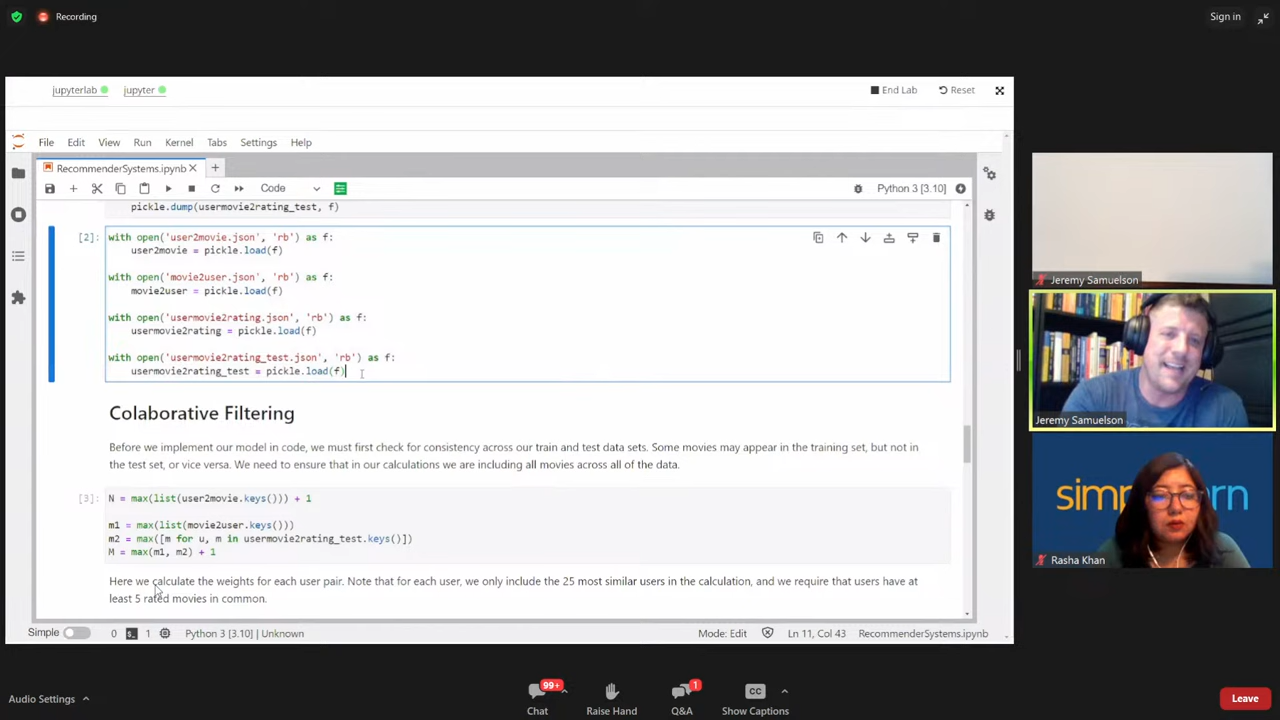 Recording
Sign in
jupyterlab
jupyter
End Lab
Reset
File Edit View Run Kernel Tabs Settings Help
RecommenderSystems.ipynb
Code
Python 3 [3.10]
pickle.dump(usermovie2rating_test, f)
[2]:
with open('user2movie.json', 'rb') as f:
user2movie = pickle.load(f)
with open('movie2user.json', 'rb') as f:
movie2user = pickle.load(f)
with open('usermovie2rating.json', 'rb') as f:
usermovie2rating = pickle.load(f)
with open('usermovie2rating_test.json', 'rb') as f:
usermovie2rating_test = pickle.load(f)
Colaborative Filtering
Before we implement our model in code, we must first check for consistency across our train and test data sets. Some movies may appear in the training set, but not in
the test set, or vice versa. We need to ensure that in our calculations we are including all movies across all of the data.
[3]:
N = max(list(user2movie.keys())) + 1
m1 = max(list(movie2user.keys()))
m2 = max([m for u, m in usermovie2rating_test.keys()])
M = max(m1, m2) + 1
Here we calculate the weights for each user pair. Note that for each user, we only include the 25 most similar users in the calculation, and we require that users have at
least 5 rated movies in common.
Simple 0 1 Python 3 [3.10] | Unknown Mode: Edit Ln 11, Col 43 RecommenderSystems.ipynb
Jeremy Samuelson
Jeremy Samuelson
Rasha Khan
Audio Settings
99+
Chat
Raise Hand
1
Q&A
CC
Show Captions
Leave